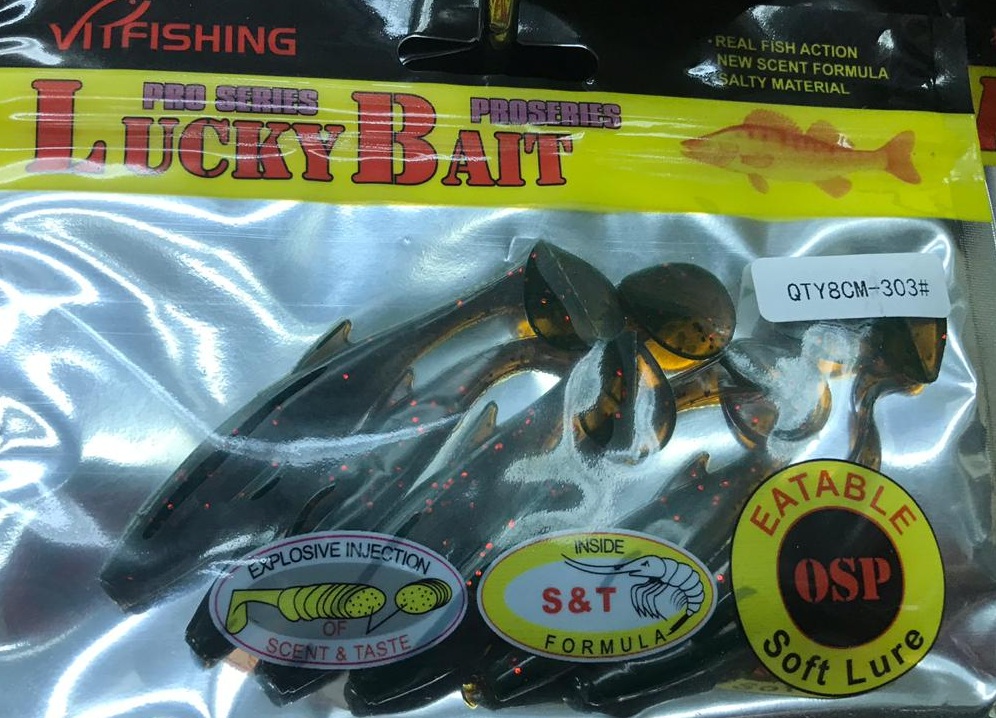 VITFISHING
·REAL FISH ACTION
NEW SCENT FORMULA
SALTY MATERIAL
PRO SERIES
PROSERIES
LUCKY BAIT
QTY8CM-303#
EXPLOSIVE INJECTION
OF
SCENT & TASTE
INSIDE
S&T
FORMULA
EATABLE
OSP
Soft Lure